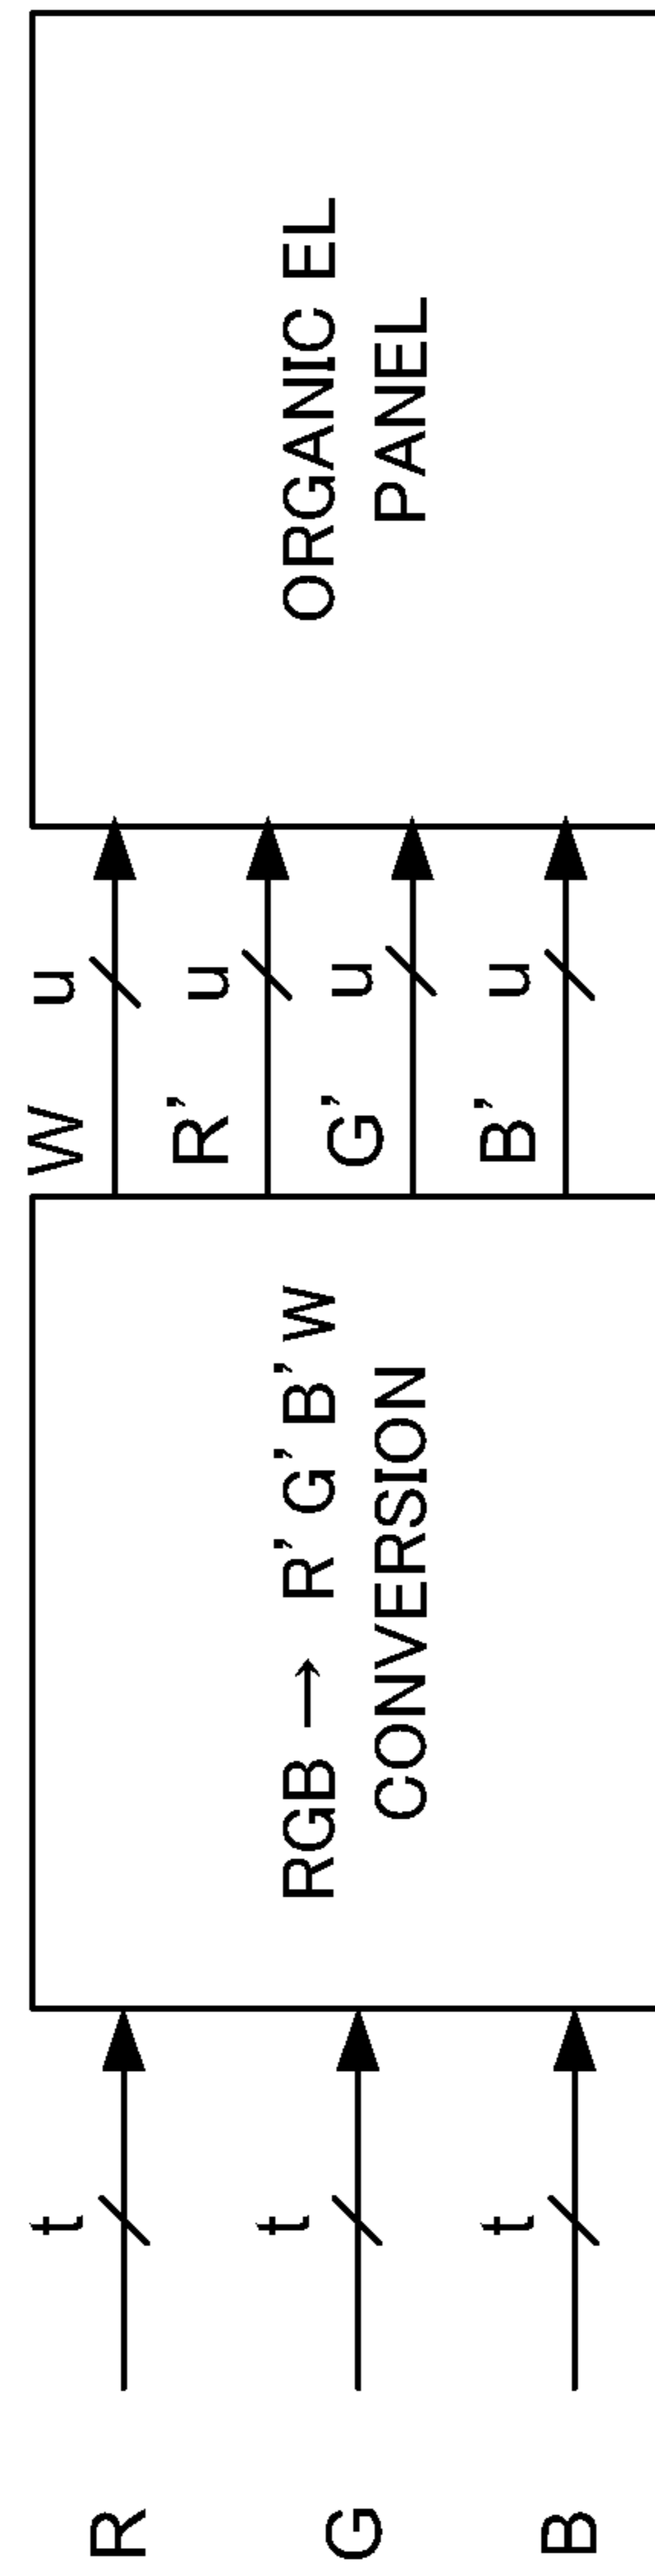 R
t
G
t
B
t
RGB → R' G' B' W
CONVERSION
W
u
R'
u
G'
u
B'
u
ORGANIC EL
PANEL